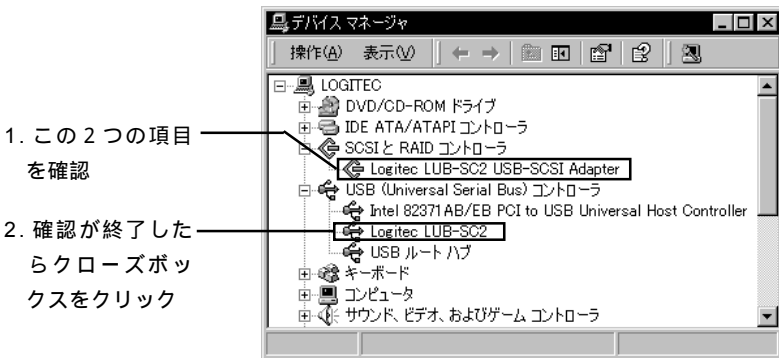 デバイス マネージャ
操作(A) 表示(V)
LOGITEC
DVD/CD-ROM ドライブ
IDE ATA/ATAPI コントローラ
SCSI と RAID コントローラ
Logitec LUB-SC2 USB-SCSI Adapter
USB (Universal Serial Bus) コントローラ
Intel 82371AB/EB PCI to USB Universal Host Controller
Logitec LUB-SC2
USB ルート ハブ
キーボード
コンピュータ
サウンド、ビデオ、およびゲーム コントローラ
1. この2つの項目
を確認
2. 確認が終了した
らクローズボッ
クスをクリック